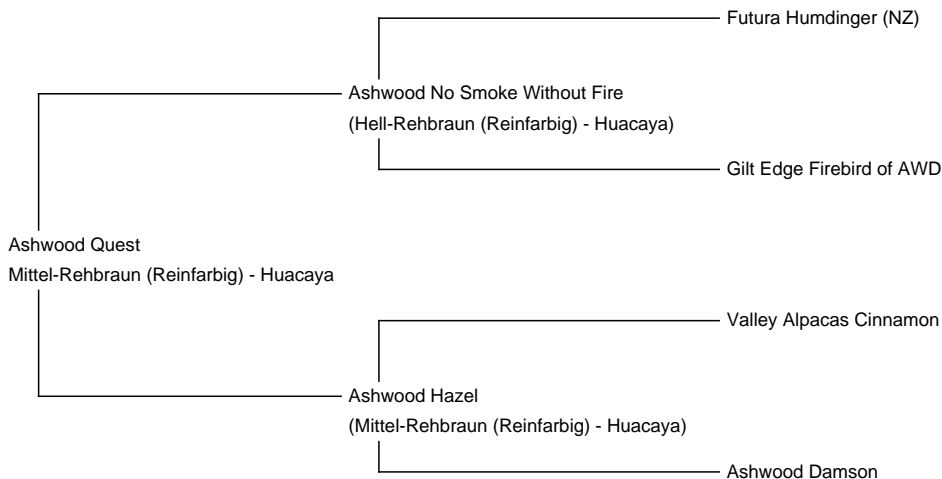 Futura Humdinger (NZ)
Ashwood No Smoke Without Fire
(Hell-Rehbraun (Reinfarbig) - Huacaya)
Gilt Edge Firebird of AWD
Ashwood Quest
Mittel-Rehbraun (Reinfarbig) - Huacaya
Valley Alpacas Cinnamon
Ashwood Hazel
(Mittel-Rehbraun (Reinfarbig) - Huacaya)
Ashwood Damson